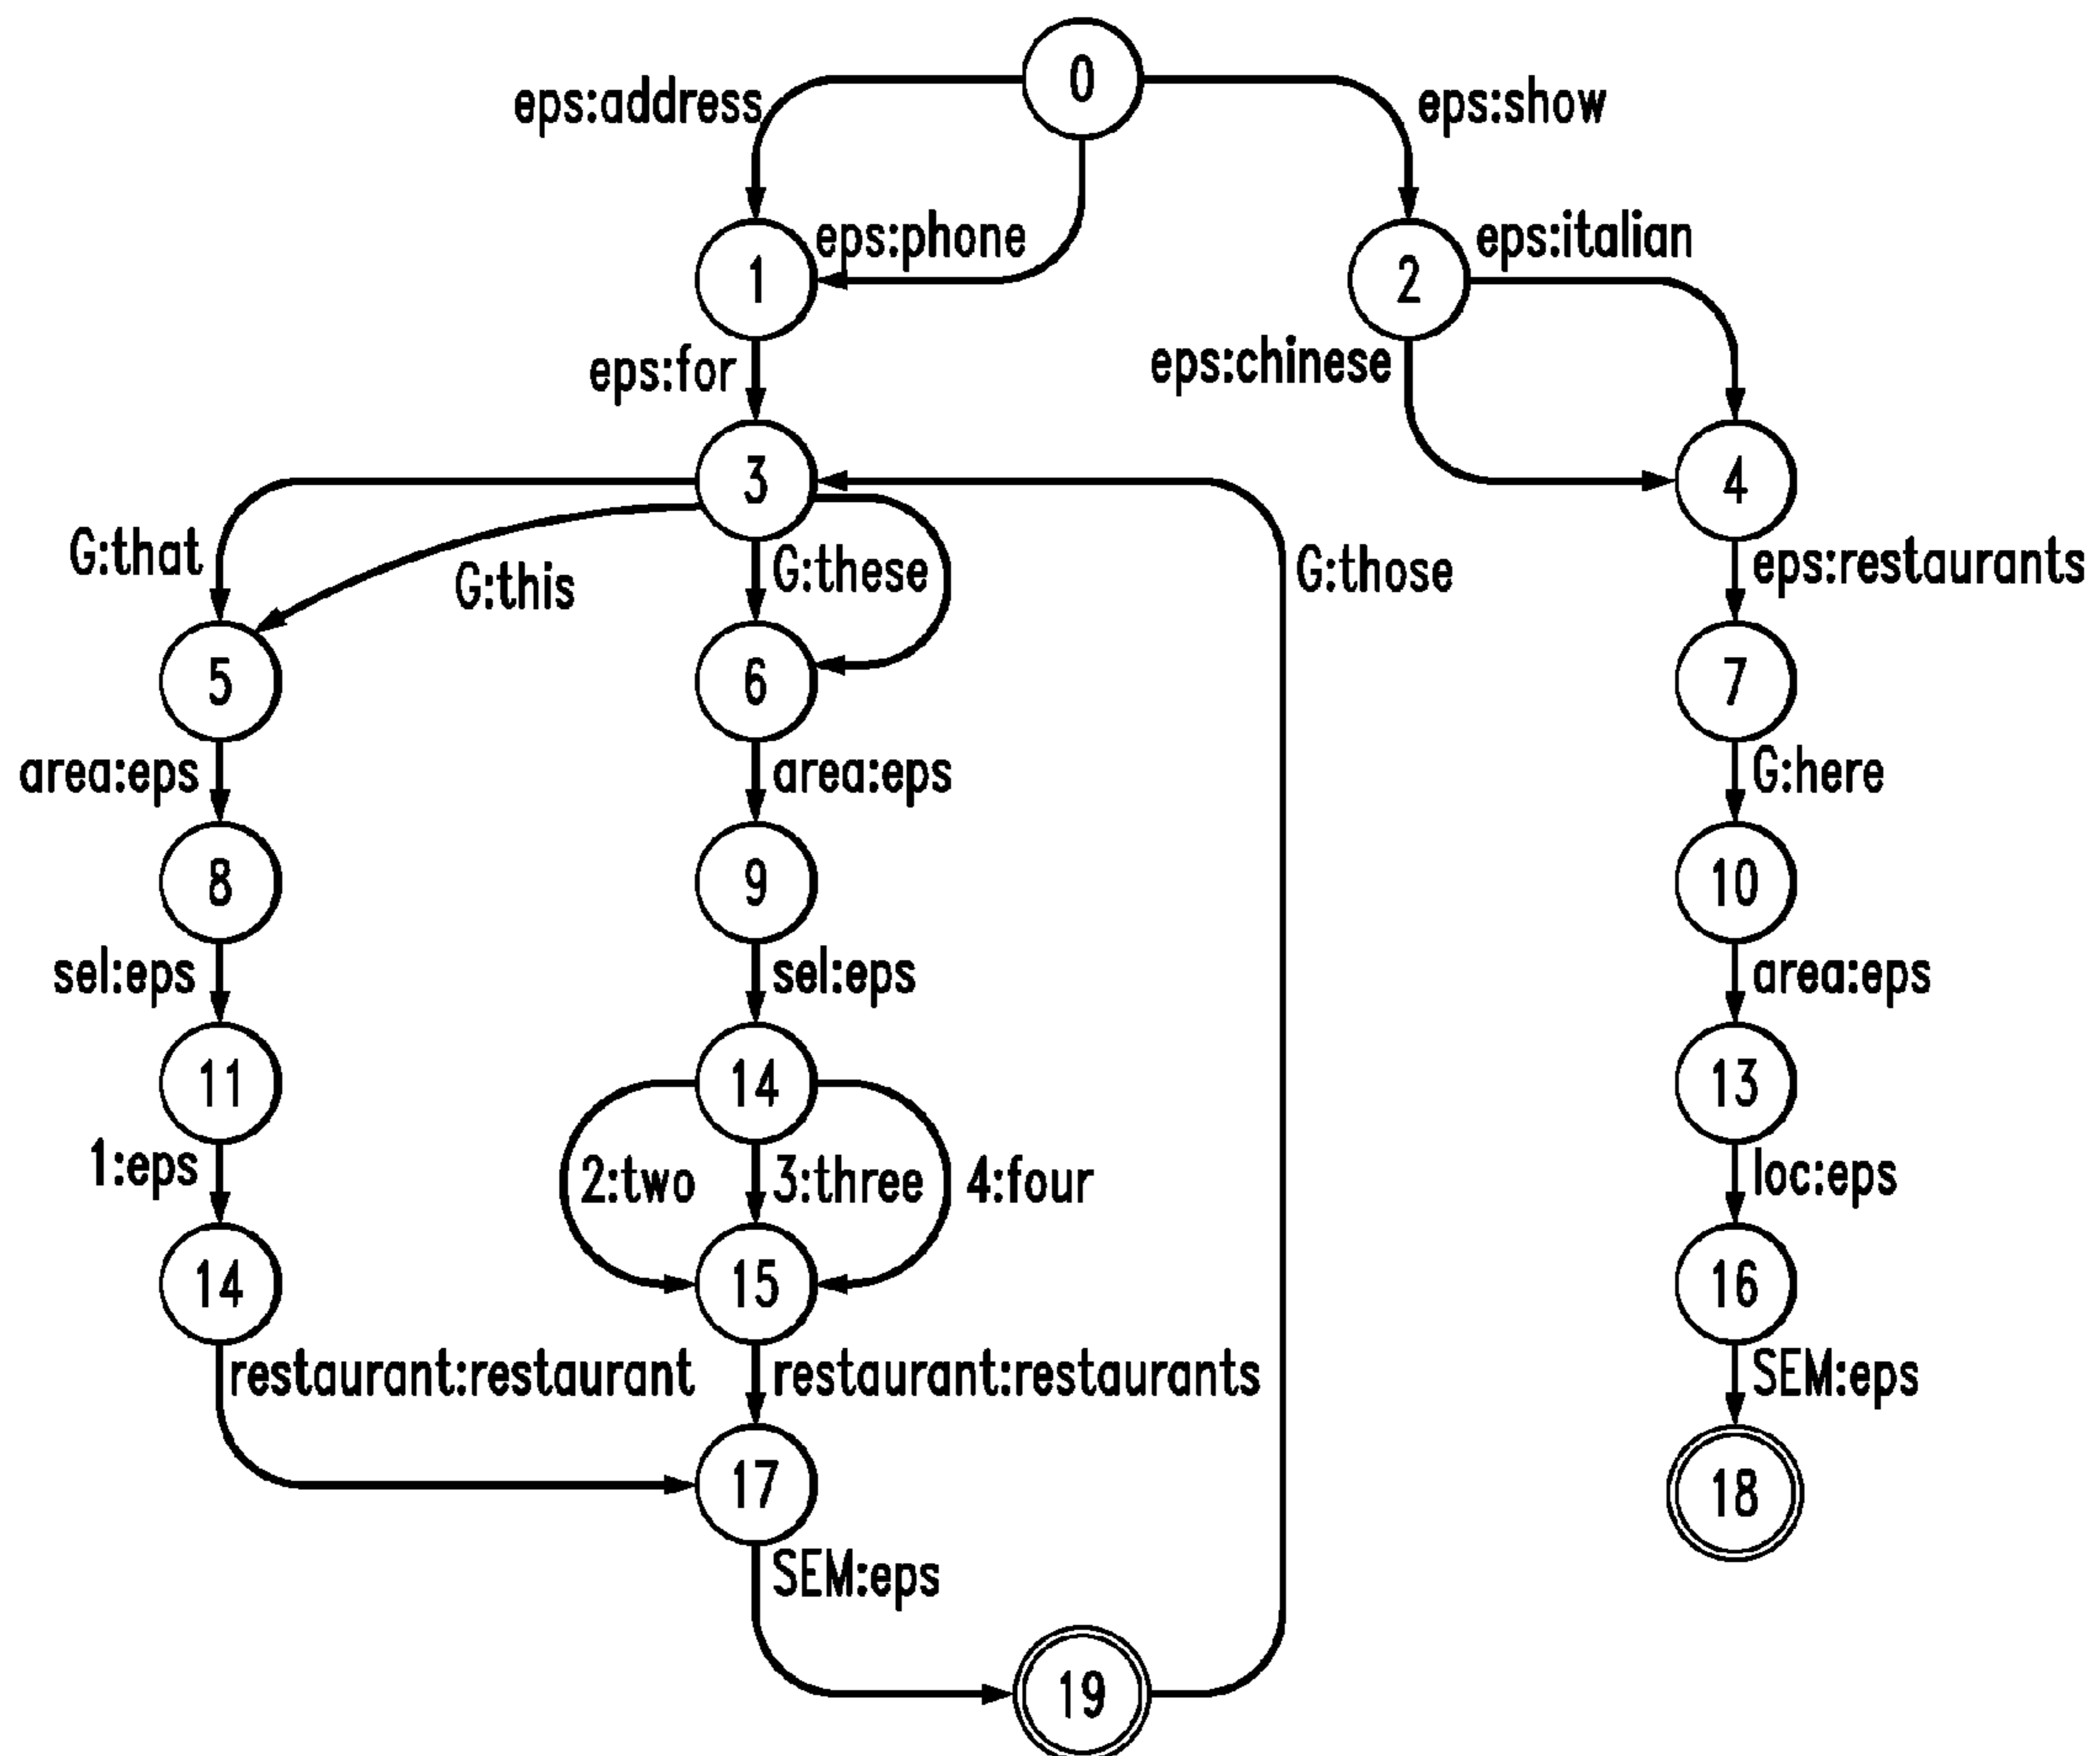 0
eps:address
eps:show
eps:phone
eps:italian
1
2
eps:for
eps:chinese
3
4
G:that
G:this
G:these
G:those
eps:restaurants
5
6
7
area:eps
area:eps
G:here
8
9
10
sel:eps
sel:eps
area:eps
11
14
13
1:eps
2:two
3:three
4:four
loc:eps
14
15
16
restaurant:restaurant
restaurant:restaurants
SEM:eps
17
18
SEM:eps
19